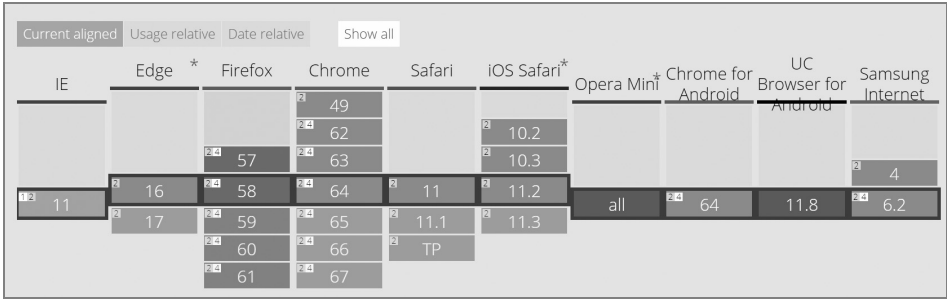 Current aligned Usage relative Date relative Show all
IE Edge * Firefox Chrome Safari iOS Safari* Opera Mini* Chrome for Android UC Browser for Android Samsung Internet
2 4 49
2 4 62 2 10.2
2 4 57 2 4 63 2 10.3 2 4
1 2 11 2 16 2 4 58 2 4 64 2 11 2 11.2 all 2 4 64 11.8 2 4 6.2
2 17 2 4 59 2 4 65 2 11.1 2 11.3
2 4 60 2 4 66 2 TP
2 4 61 2 4 67